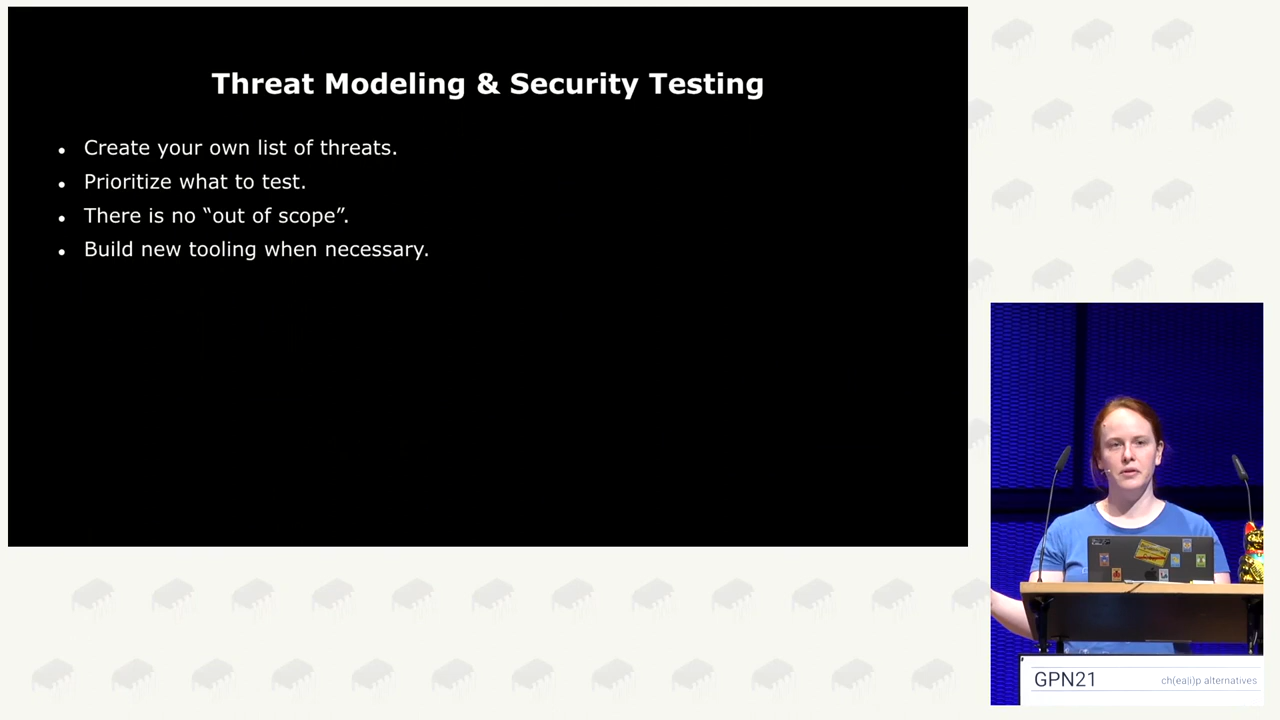 Threat Modeling & Security Testing
• Create your own list of threats.
• Prioritize what to test.
• There is no “out of scope”.
• Build new tooling when necessary.
GPN21
ch(ea|i)p alternatives